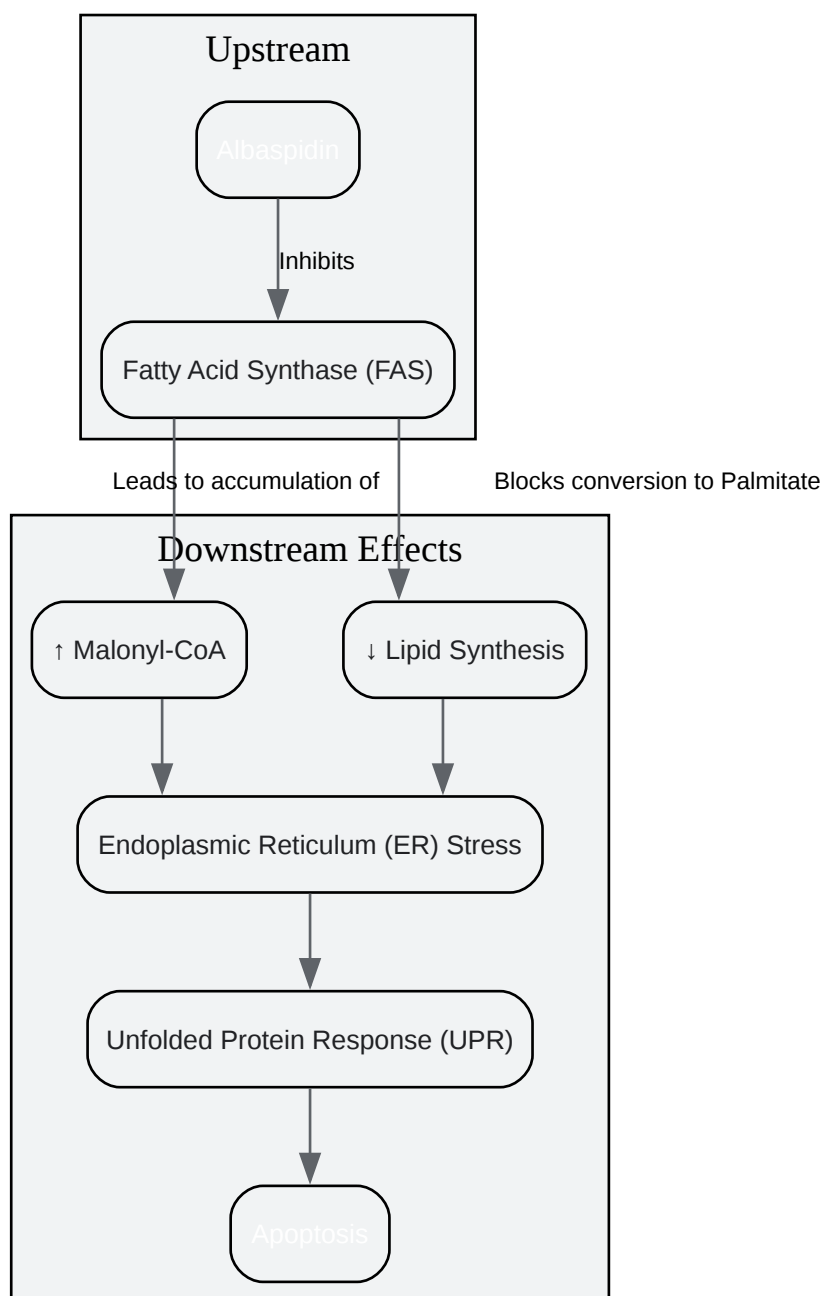 Upstream
Albaspidin
Inhibits
Fatty Acid Synthase (FAS)
Leads to accumulation of
Blocks conversion to Palmitate
Downstream Effects
↑ Malonyl-CoA
↓ Lipid Synthesis
Endoplasmic Reticulum (ER) Stress
Unfolded Protein Response (UPR)
Apoptosis